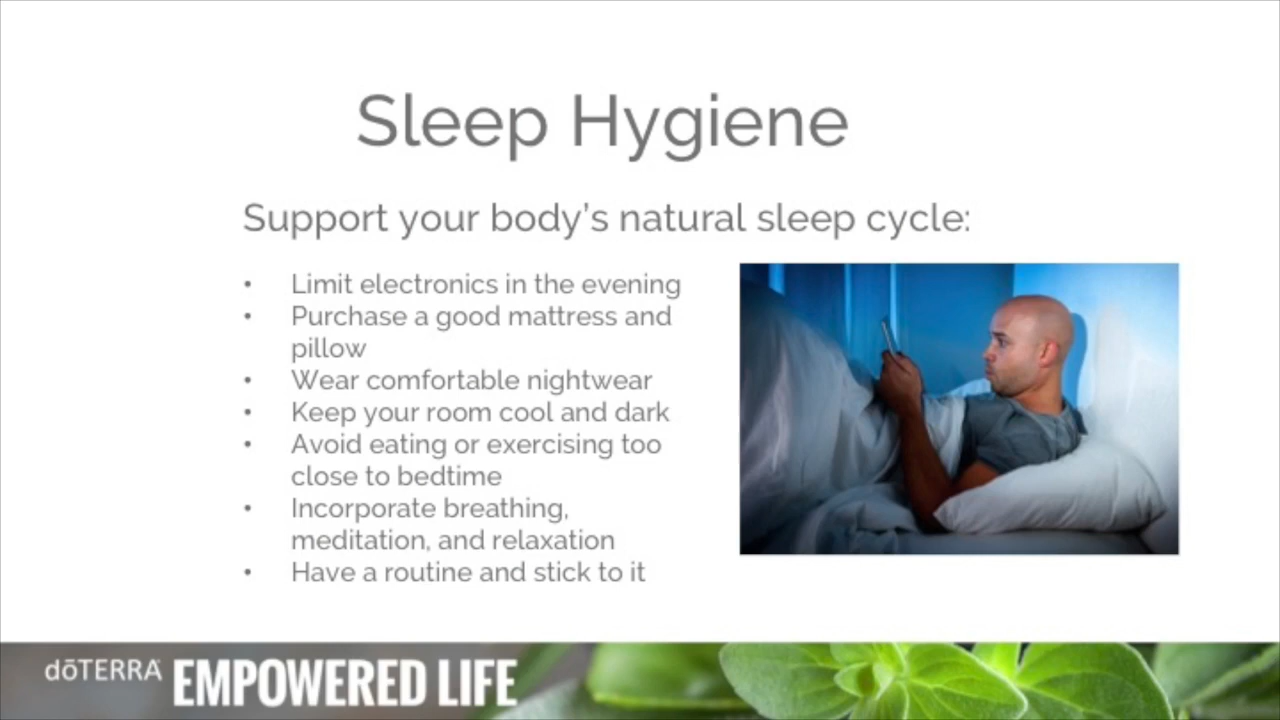 Sleep Hygiene
Support your body's natural sleep cycle:
• Limit electronics in the evening
• Purchase a good mattress and
pillow
• Wear comfortable nightwear
• Keep your room cool and dark
• Avoid eating or exercising too
close to bedtime
• Incorporate breathing,
meditation, and relaxation
• Have a routine and stick to it
dōTERRA EMPOWERED LIFE